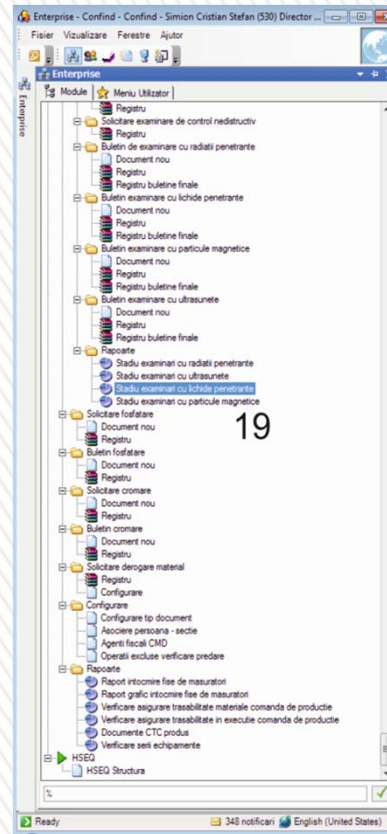 Enterprise - Confind - Confind - Simion Cristian Stefan (530) Director ...
Fisier Vizualizare Ferestre Ajutor
Enterprise
Enterprise
Module Meniu Utilizator
Registru
Solicitare examinare de control nedistructiv
Registru
Buletin de examinare cu radiatii penetrante
Document nou
Registru
Registru buletine finale
Buletin examinare cu lichide penetrante
Document nou
Registru
Registru buletine finale
Buletin examinare cu particule magnetice
Document nou
Registru
Registru buletine finale
Buletin examinare cu ultrasunete
Document nou
Registru
Registru buletine finale
Rapoarte
Stadiu examinari cu radiatii penetrante
Stadiu examinari cu ultrasunete
Stadiu examinari cu lichide penetrante
Stadiu examinari cu particule magnetice
Solicitare fosfatare
19
Document nou
Registru
Buletin fosfatare
Document nou
Registru
Solicitare cromare
Document nou
Registru
Buletin cromare
Document nou
Registru
Solicitare derogare material
Registru
Configurare
Configurare
Configurare tip document
Asociere persoana - sectie
Agenti fiscali CMD
Operatii excluse verificare predare
Rapoarte
Raport intocmire fise de masuratori
Raport grafic intocmire fise de masuratori
Verificare asigurare trasabilitate materiale comanda de productie
Verificare asigurare trasabilitate in executie comanda de productie
Documente CTC produs
Verificare serii echipamente
HSEQ
HSEQ Structura
%
Ready 348 notificari English (United States)